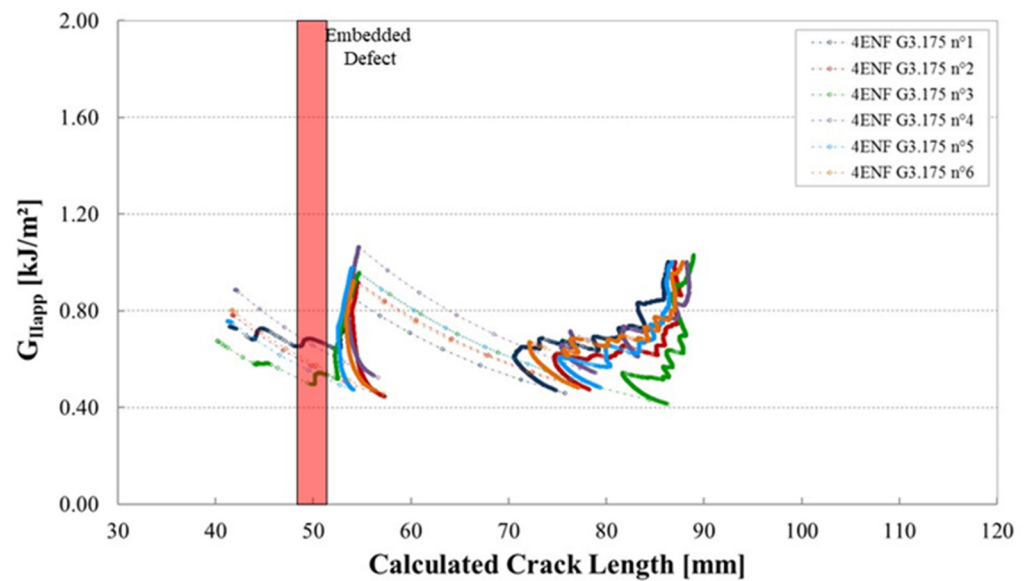 2.00
1.60
1.20
0.80
0.40
0.00
GIIapp [kJ/m²]
Embedded
Defect
4ENF G3.175 n°1
4ENF G3.175 n°2
4ENF G3.175 n°3
4ENF G3.175 n°4
4ENF G3.175 n°5
4ENF G3.175 n°6
30 40 50 60 70 80 90 100 110 120
Calculated Crack Length [mm]